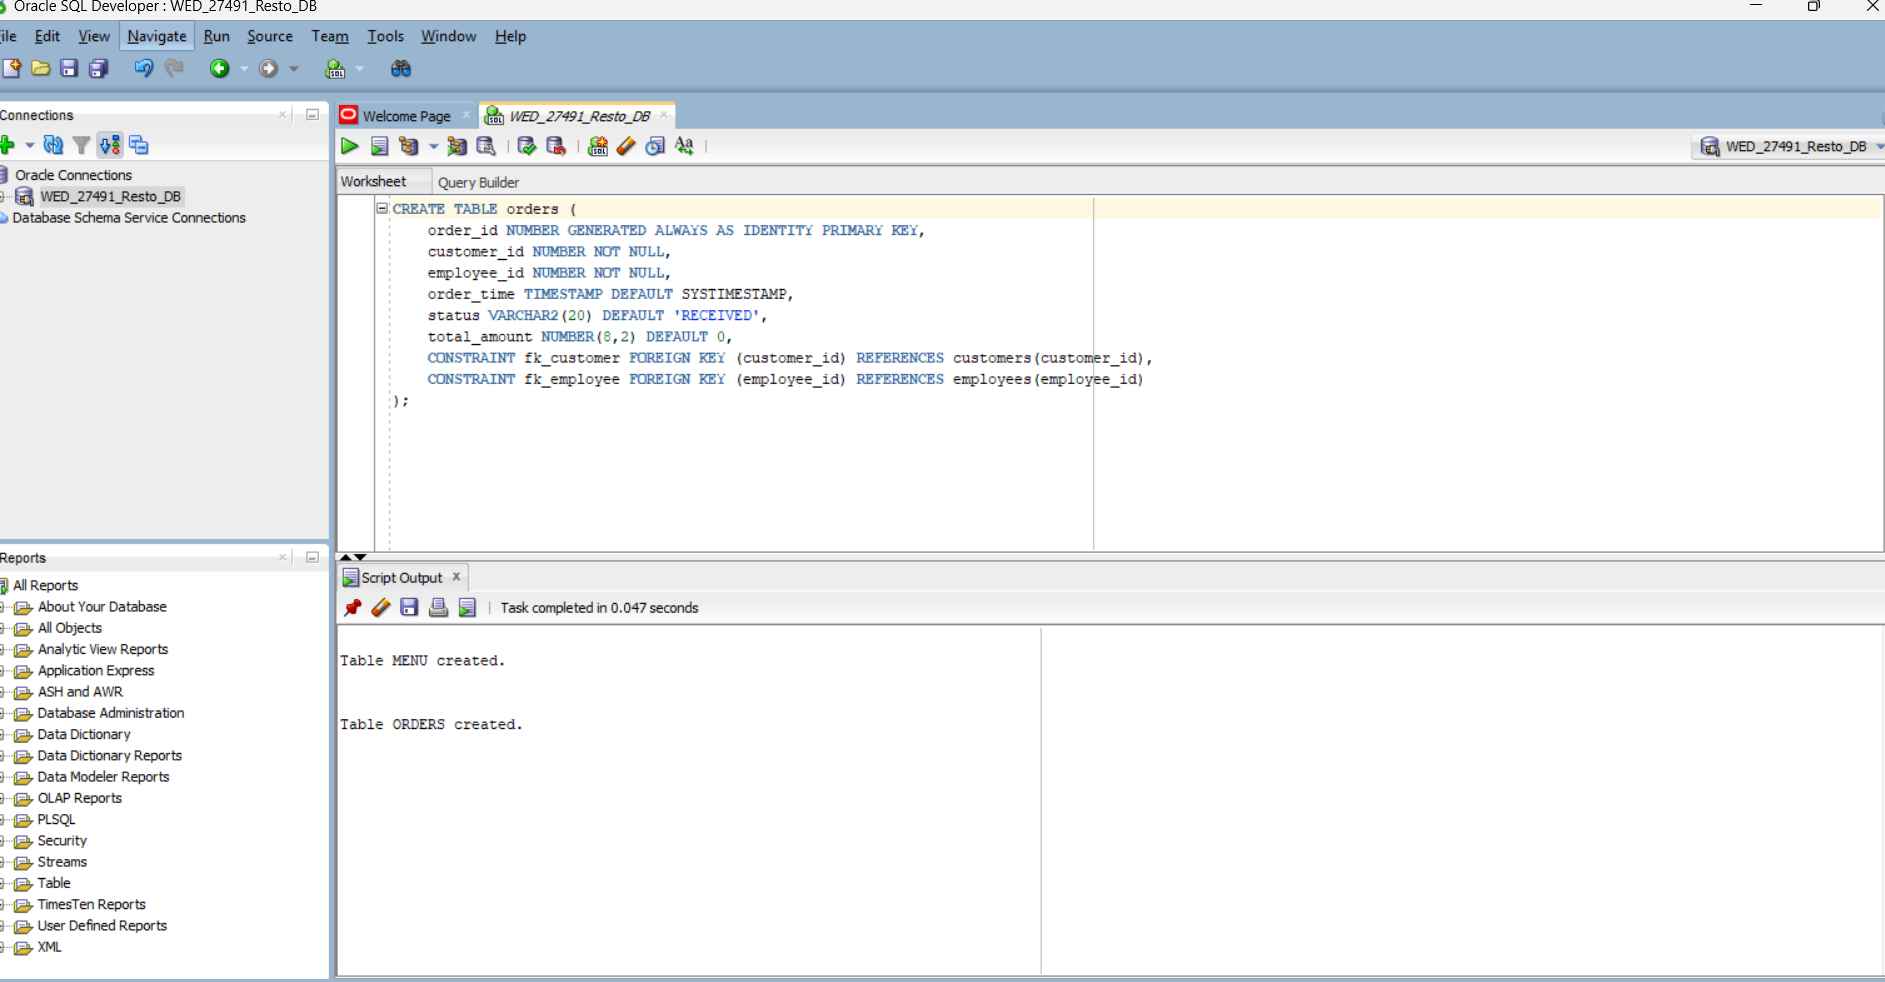 Oracle SQL Developer : WED_27491_Resto_DB
ile Edit View Navigate Run Source Team Tools Window Help
Connections
Oracle Connections
WED_27491_Resto_DB
Database Schema Service Connections
Welcome Page
WED_27491_Resto_DB
WED_27491_Resto_DB
Worksheet Query Builder
CREATE TABLE orders (
order_id NUMBER GENERATED ALWAYS AS IDENTITY PRIMARY KEY,
customer_id NUMBER NOT NULL,
employee_id NUMBER NOT NULL,
order_time TIMESTAMP DEFAULT SYSTIMESTAMP,
status VARCHAR2(20) DEFAULT 'RECEIVED',
total_amount NUMBER(8,2) DEFAULT 0,
CONSTRAINT fk_customer FOREIGN KEY (customer_id) REFERENCES customers(customer_id),
CONSTRAINT fk_employee FOREIGN KEY (employee_id) REFERENCES employees(employee_id)
);
Reports
All Reports
About Your Database
All Objects
Analytic View Reports
Application Express
ASH and AWR
Database Administration
Data Dictionary
Data Dictionary Reports
Data Modeler Reports
OLAP Reports
PLSQL
Security
Streams
Table
TimesTen Reports
User Defined Reports
XML
Script Output
Task completed in 0.047 seconds
Table MENU created.
Table ORDERS created.